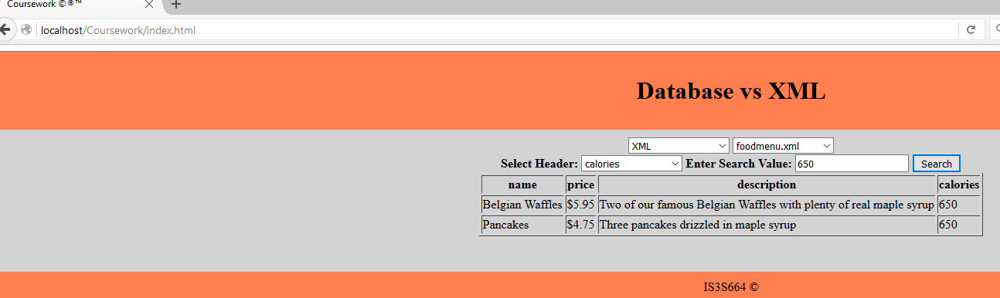 Coursework ©®™
localhost/Coursework/index.html
Database vs XML
XML foodmenu.xml
Select Header: calories Enter Search Value: 650 Search
name price description calories
Belgian Waffles $5.95 Two of our famous Belgian Waffles with plenty of real maple syrup 650
Pancakes $4.75 Three pancakes drizzled in maple syrup 650
IS3S664 ©